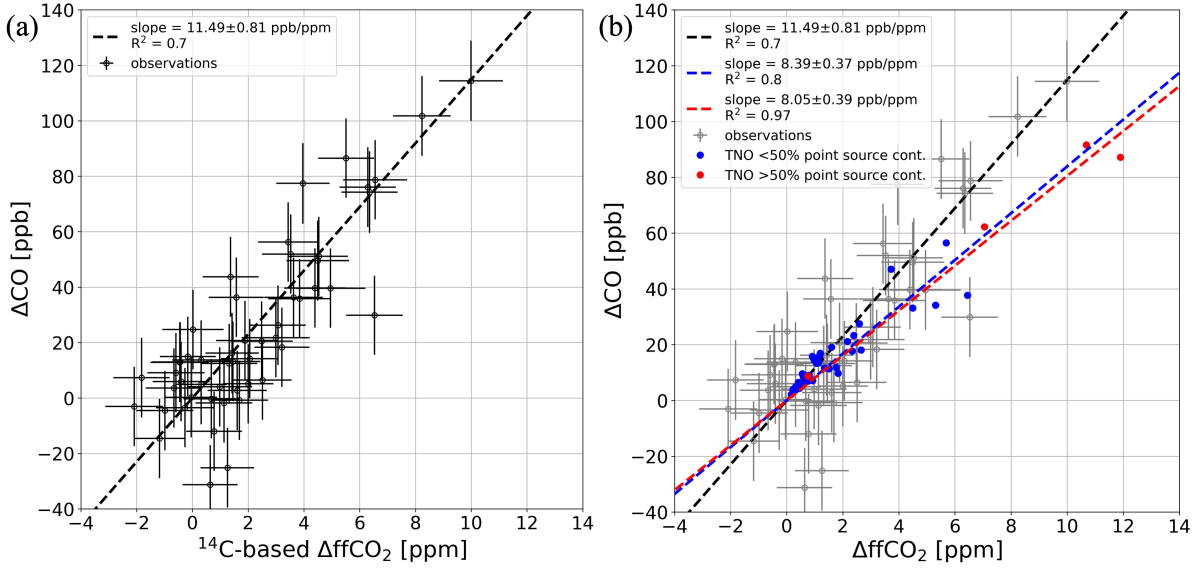 (a)
slope = 11.49±0.81 ppb/ppm
R² = 0.7
observations
140
120
100
80
60
40
20
0
−20
−40
ΔCO [ppb]
−4 −2 0 2 4 6 8 10 12 14
¹⁴C-based ΔffCO₂ [ppm]
(b)
slope = 11.49±0.81 ppb/ppm
R² = 0.7
slope = 8.39±0.37 ppb/ppm
R² = 0.8
slope = 8.05±0.39 ppb/ppm
R² = 0.97
observations
TNO <50% point source cont.
TNO >50% point source cont.
140
120
100
80
60
40
20
0
−20
−40
ΔCO [ppb]
−4 −2 0 2 4 6 8 10 12 14
ΔffCO₂ [ppm]